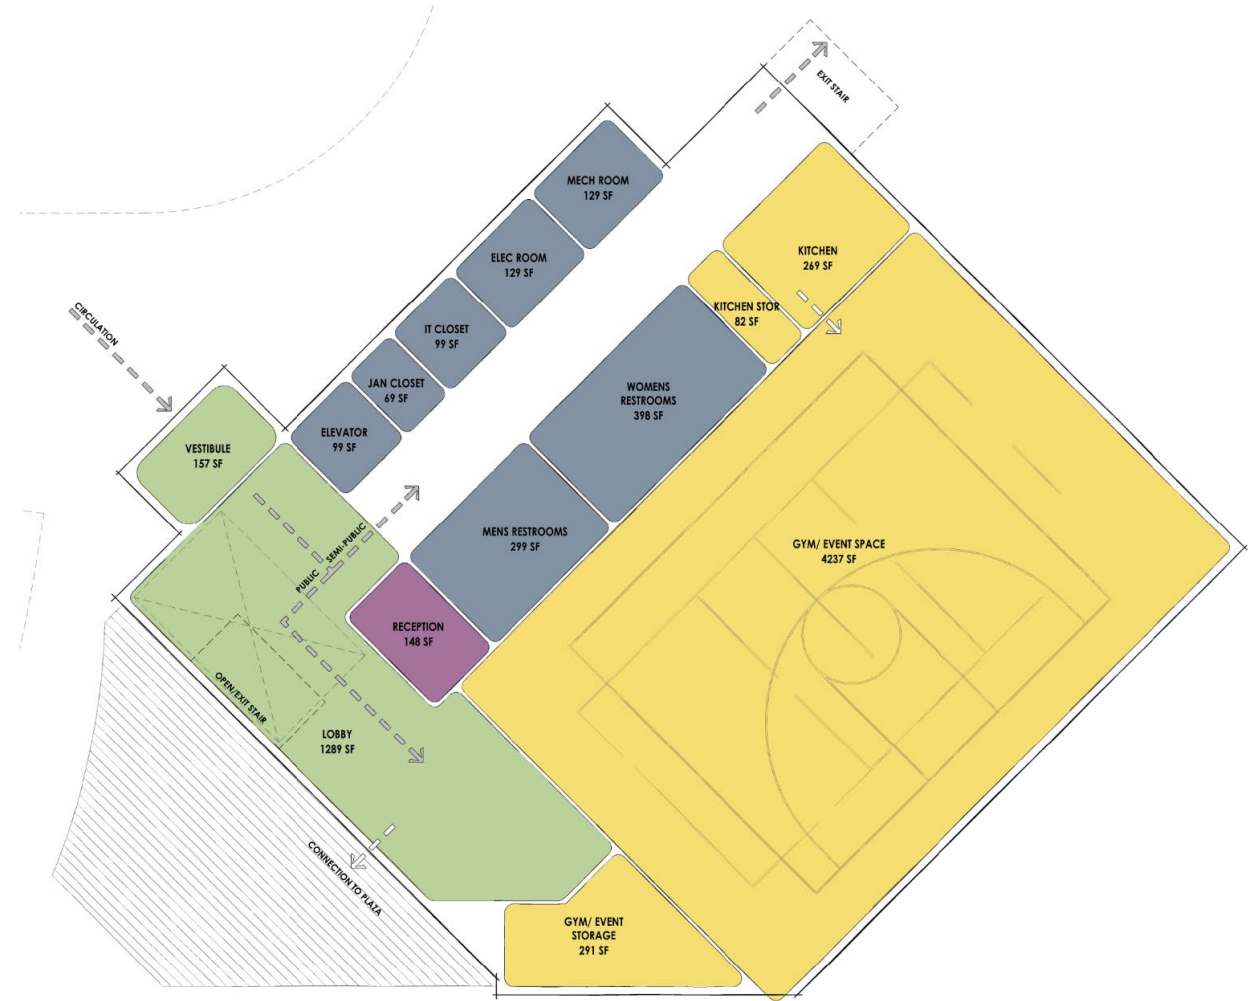 EXIT STAIR
MECH ROOM
129 SF
ELEC ROOM
129 SF
KITCHEN
269 SF
KITCHEN STOR
82 SF
CIRCULATION
IT CLOSET
99 SF
JAN CLOSET
69 SF
WOMENS
RESTROOMS
398 SF
ELEVATOR
99 SF
VESTIBULE
157 SF
MENS RESTROOMS
299 SF
GYM/ EVENT SPACE
4237 SF
SEMI-PUBLIC
PUBLIC
RECEPTION
148 SF
OPEN/EXIT STAIR
LOBBY
1289 SF
CONNECTION TO PLAZA
GYM/ EVENT
STORAGE
291 SF